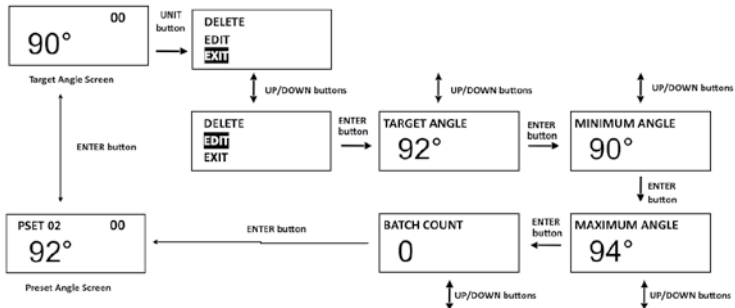 00
90°
Target Angle Screen
UNIT
button
DELETE
EDIT
EXIT
UP/DOWN buttons
UP/DOWN buttons
UP/DOWN buttons
DELETE
EDIT
EXIT
ENTER
button
TARGET ANGLE
92°
ENTER
button
MINIMUM ANGLE
90°
ENTER button
ENTER
button
PSET 02 00
92°
Preset Angle Screen
ENTER button
BATCH COUNT
0
ENTER
button
MAXIMUM ANGLE
94°
UP/DOWN buttons
UP/DOWN buttons